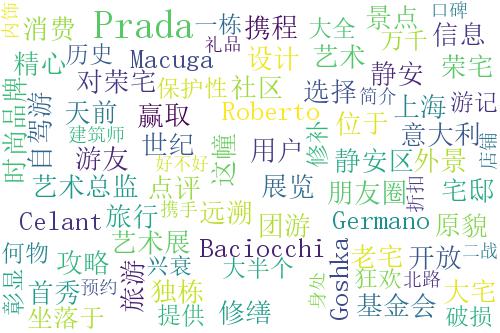 内饰
消费
Prada
一栋
携程
大全
景点
口碑
信息
历史
Macuga
礼品
设计
艺术
万千
精心
对荣宅
保护性
社区
静安
荣宅
时尚品牌
自驾游
天前
赢取
Roberto
选择
简介
上海
游记
建筑师
世纪
位于
意大利
店铺
游友
好不好
这幢
用户
修补
静安区
外景
艺术总监
点评
展览
朋友圈
折扣
宅邸
Celant
旅行
携手
远溯
团游
Germano
原貌
何物
艺术展
Baciocchi
Goshka
老宅
开放
二战
彰显
攻略
旅游
兴衰
大半个
身处
狂欢
北路
首秀
预约
独栋
基金会
大宅
坐落于
提供
修缮
破损